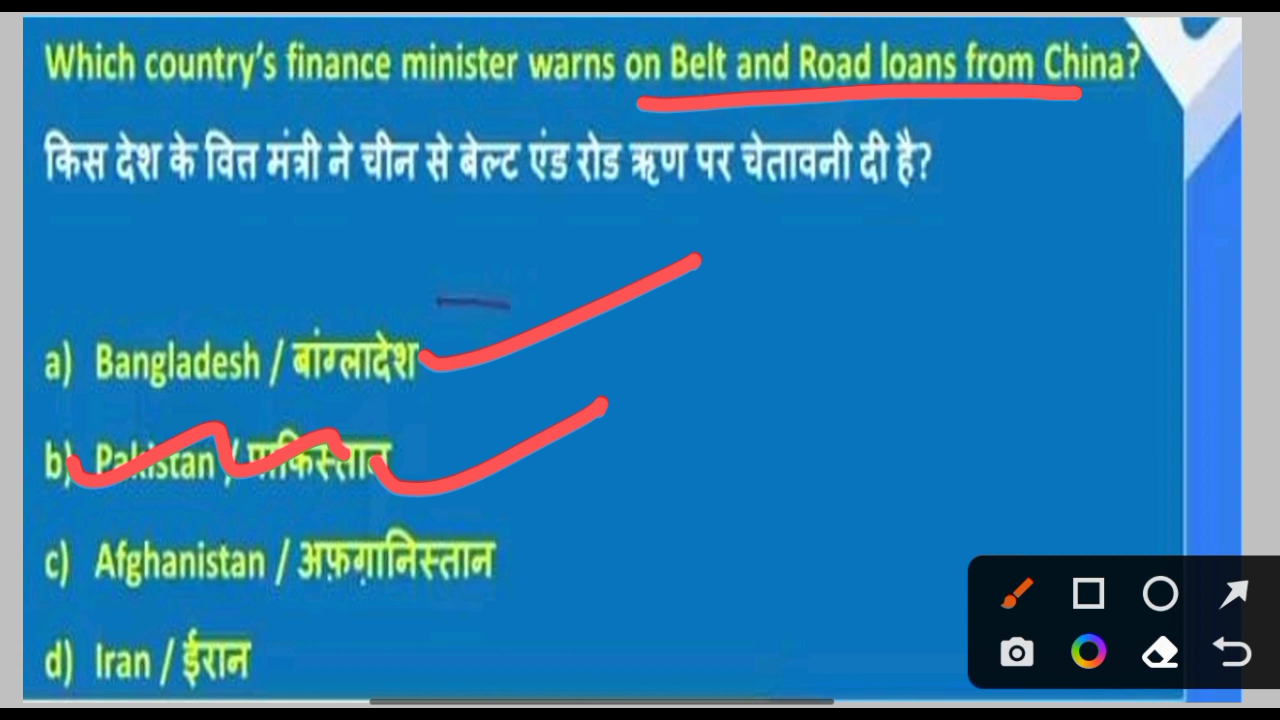 Which country's finance minister warns on Belt and Road loans from China?
किस देश के वित्त मंत्री ने चीन से बेल्ट एंड रोड ऋण पर चेतावनी दी है?
a) Bangladesh / बांग्लादेश
b) Pakistan / पाकिस्तान
c) Afghanistan / अफ़ग़ानिस्तान
d) Iran / ईरान